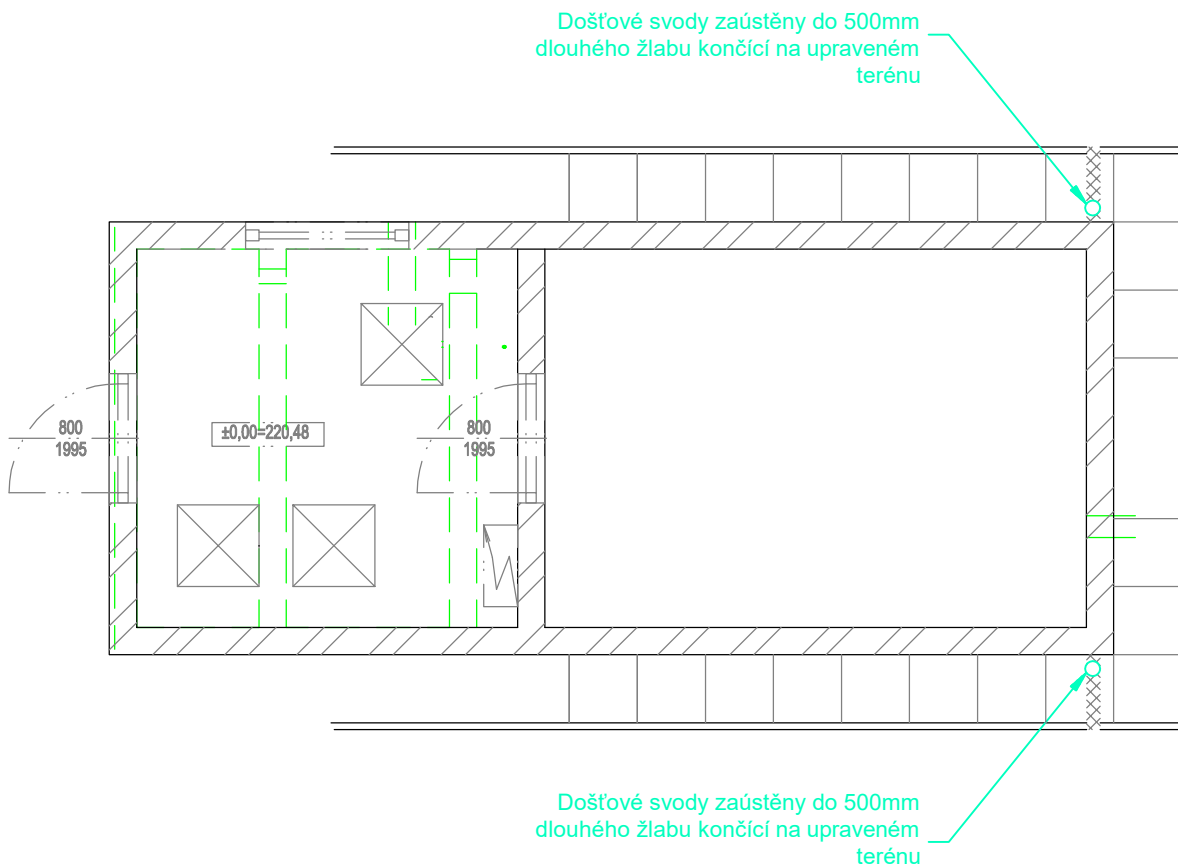 Došťové svody zaústěny do 500mm
dlouhého žlabu končící na upraveném
terénu
800
1995
±0,00=220,48
800
1995
Došťové svody zaústěny do 500mm
dlouhého žlabu končící na upraveném
terénu